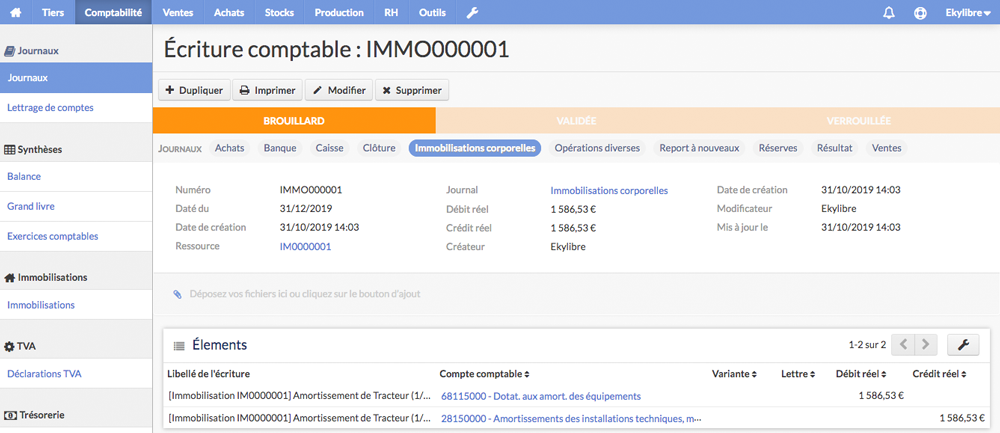 Tiers Comptabilité Ventes Achats Stocks Production RH Outils Ekylibre
Journaux
Journaux
Lettrage de comptes
Synthèses
Balance
Grand livre
Exercices comptables
Immobilisations
Immobilisations
TVA
Déclarations TVA
Trésorerie
Écriture comptable : IMMO000001
Dupliquer Imprimer Modifier Supprimer
BROUILLARD VALIDÉE VERROUILLÉE
JOURNAUX Achats Banque Caisse Clôture Immobilisations corporelles Opérations diverses Report à nouveaux Réserves Résultat Ventes
Numéro IMMO000001 Journal Immobilisations corporelles Date de création 31/10/2019 14:03
Daté du 31/12/2019 Débit réel 1 586,53 € Modificateur Ekylibre
Date de création 31/10/2019 14:03 Crédit réel 1 586,53 € Mis à jour le 31/10/2019 14:03
Ressource IM0000001 Créateur Ekylibre
Déposez vos fichiers ici ou cliquez sur le bouton d'ajout
Élements 1-2 sur 2
Libellé de l'écriture Compte comptable Variante Lettre Débit réel Crédit réel
[Immobilisation IM0000001] Amortissement de Tracteur (1/... 68115000 - Dotat. aux amort. des équipements 1 586,53 €
[Immobilisation IM0000001] Amortissement de Tracteur (1/... 28150000 - Amortissements des installations techniques, m... 1 586,53 €